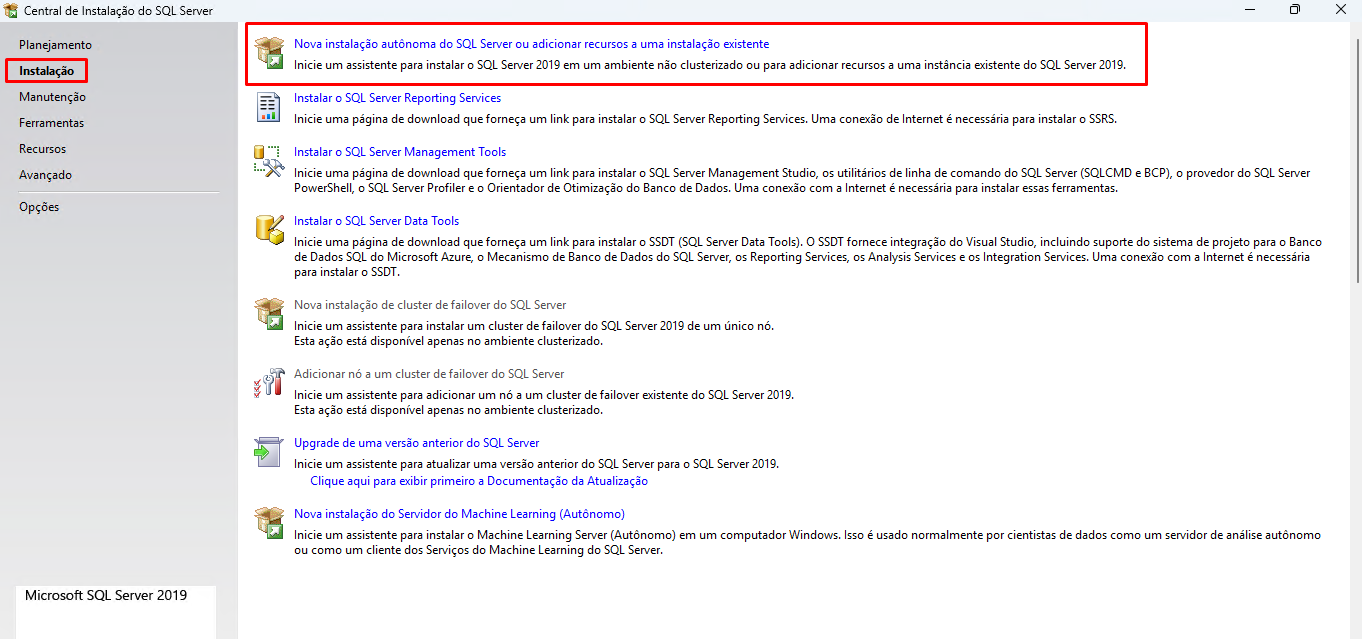 Central de Instalação do SQL Server
Planejamento
Instalação
Manutenção
Ferramentas
Recursos
Avançado
Opções
Microsoft SQL Server 2019
Nova instalação autônoma do SQL Server ou adicionar recursos a uma instalação existente
Inicie um assistente para instalar o SQL Server 2019 em um ambiente não clusterizado ou para adicionar recursos a uma instância existente do SQL Server 2019.
Instalar o SQL Server Reporting Services
Inicie uma página de download que forneça um link para instalar o SQL Server Reporting Services. Uma conexão de Internet é necessária para instalar o SSRS.
Instalar o SQL Server Management Tools
Inicie uma página de download que forneça um link para instalar o SQL Server Management Studio, os utilitários de linha de comando do SQL Server (SQLCMD e BCP), o provedor do SQL Server
PowerShell, o SQL Server Profiler e o Orientador de Otimização do Banco de Dados. Uma conexão com a Internet é necessária para instalar essas ferramentas.
Instalar o SQL Server Data Tools
Inicie uma página de download que forneça um link para instalar o SSDT (SQL Server Data Tools). O SSDT fornece integração do Visual Studio, incluindo suporte do sistema de projeto para o Banco
de Dados SQL do Microsoft Azure, o Mecanismo de Banco de Dados do SQL Server, os Reporting Services, os Analysis Services e os Integration Services. Uma conexão com a Internet é necessária
para instalar o SSDT.
Nova instalação de cluster de failover do SQL Server
Inicie um assistente para instalar um cluster de failover do SQL Server 2019 de um único nó.
Esta ação está disponível apenas no ambiente clusterizado.
Adicionar nó a um cluster de failover do SQL Server
Inicie um assistente para adicionar um nó a um cluster de failover existente do SQL Server 2019.
Esta ação está disponível apenas no ambiente clusterizado.
Upgrade de uma versão anterior do SQL Server
Inicie um assistente para atualizar uma versão anterior do SQL Server para o SQL Server 2019.
Clique aqui para exibir primeiro a Documentação da Atualização
Nova instalação do Servidor do Machine Learning (Autônomo)
Inicie um assistente para instalar o Machine Learning Server (Autônomo) em um computador Windows. Isso é usado normalmente por cientistas de dados como um servidor de análise autônomo
ou como um cliente dos Serviços do Machine Learning do SQL Server.